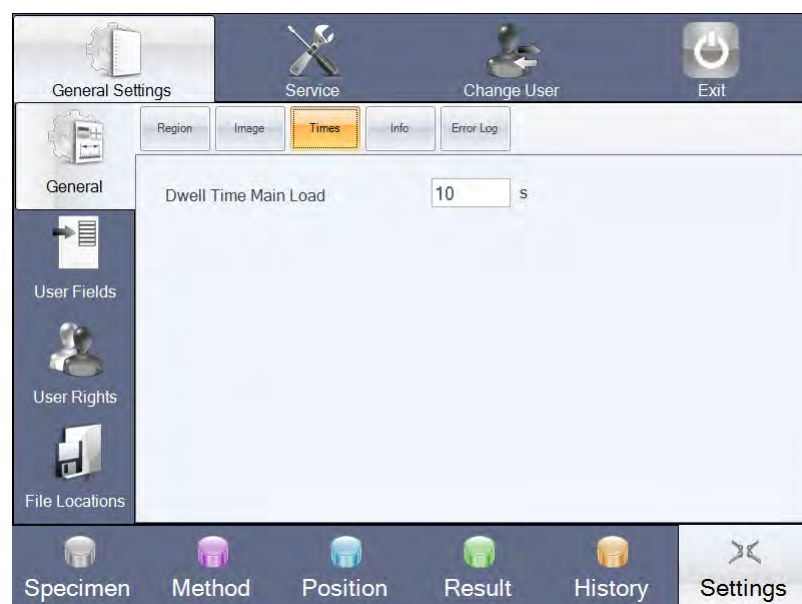 General Settings
Service
Change User
Exit
General
Region
Image
Times
Info
Error Log
Dwell Time Main Load
10
s
User Fields
User Rights
File Locations
Specimen
Method
Position
Result
History
Settings